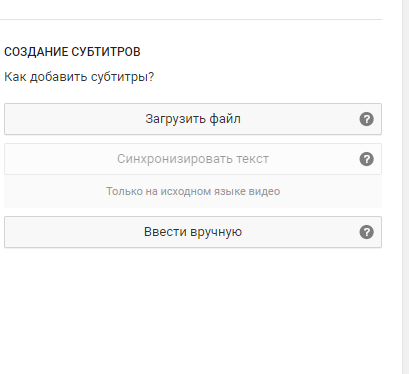 СОЗДАНИЕ СУБТИТРОВ
Как добавить субтитры?
Загрузить файл
?
Синхронизировать текст
?
Только на исходном языке видео
Ввести вручную
?